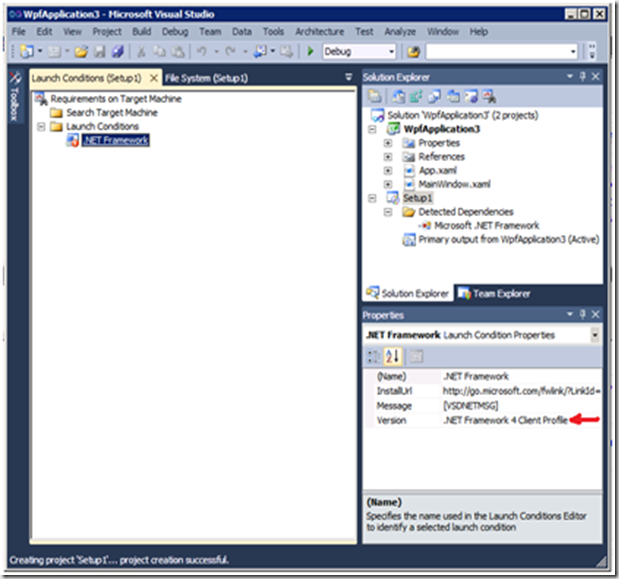 WpfApplication3 - Microsoft Visual Studio
File Edit View Project Build Debug Team Data Tools Architecture Test Analyze Window Help
Debug
Toolbox
Launch Conditions (Setup1) File System (Setup1)
Requirements on Target Machine
Search Target Machine
Launch Conditions
.NET Framework
Solution Explorer
Solution 'WpfApplication3' (2 projects)
WpfApplication3
Properties
References
App.xaml
MainWindow.xaml
Setup1
Detected Dependencies
Microsoft .NET Framework
Primary output from WpfApplication3 (Active)
Solution Explorer Team Explorer
Properties
.NET Framework Launch Condition Properties
(Name) .NET Framework
InstallUrl http://go.microsoft.com/fwlink/?LinkId=
Message [VSDNETMSG]
Version .NET Framework 4 Client Profile
(Name)
Specifies the name used in the Launch Conditions Editor
to identify a selected launch condition
Creating project 'Setup1'... project creation successful.